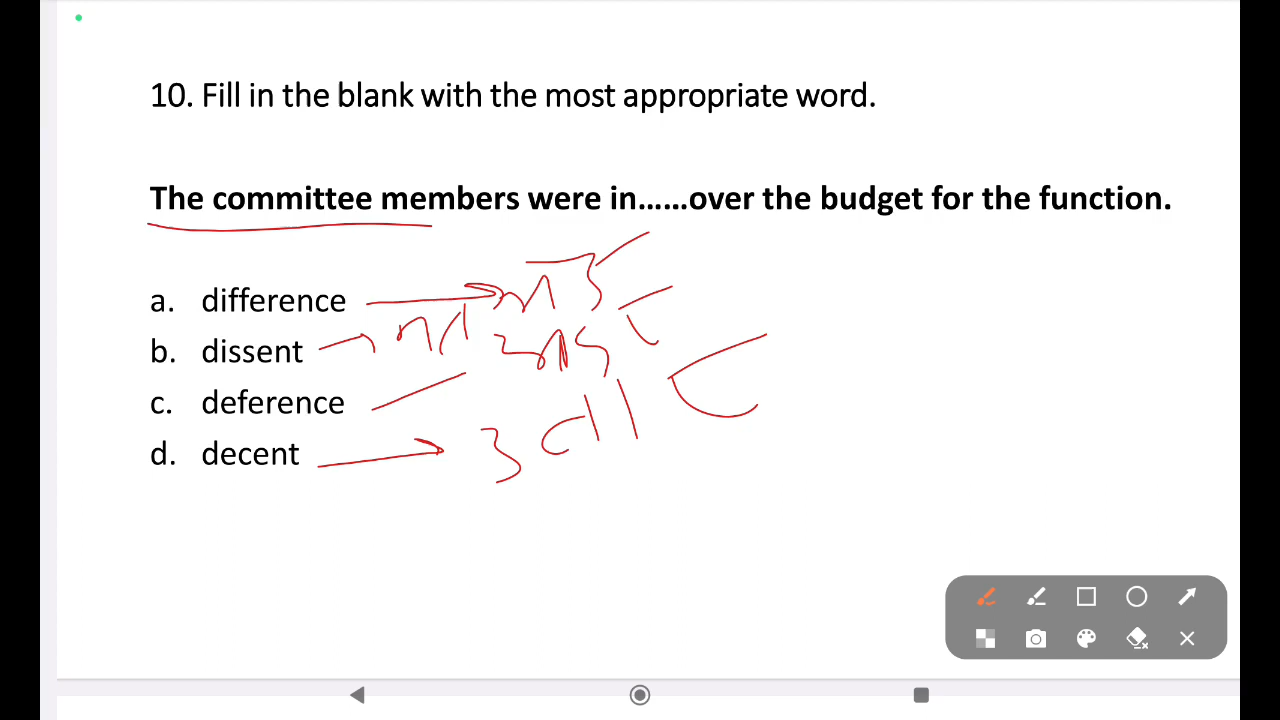 10. Fill in the blank with the most appropriate word.
The committee members were in......over the budget for the function.
a. difference
b. dissent
c. deference
d. decent